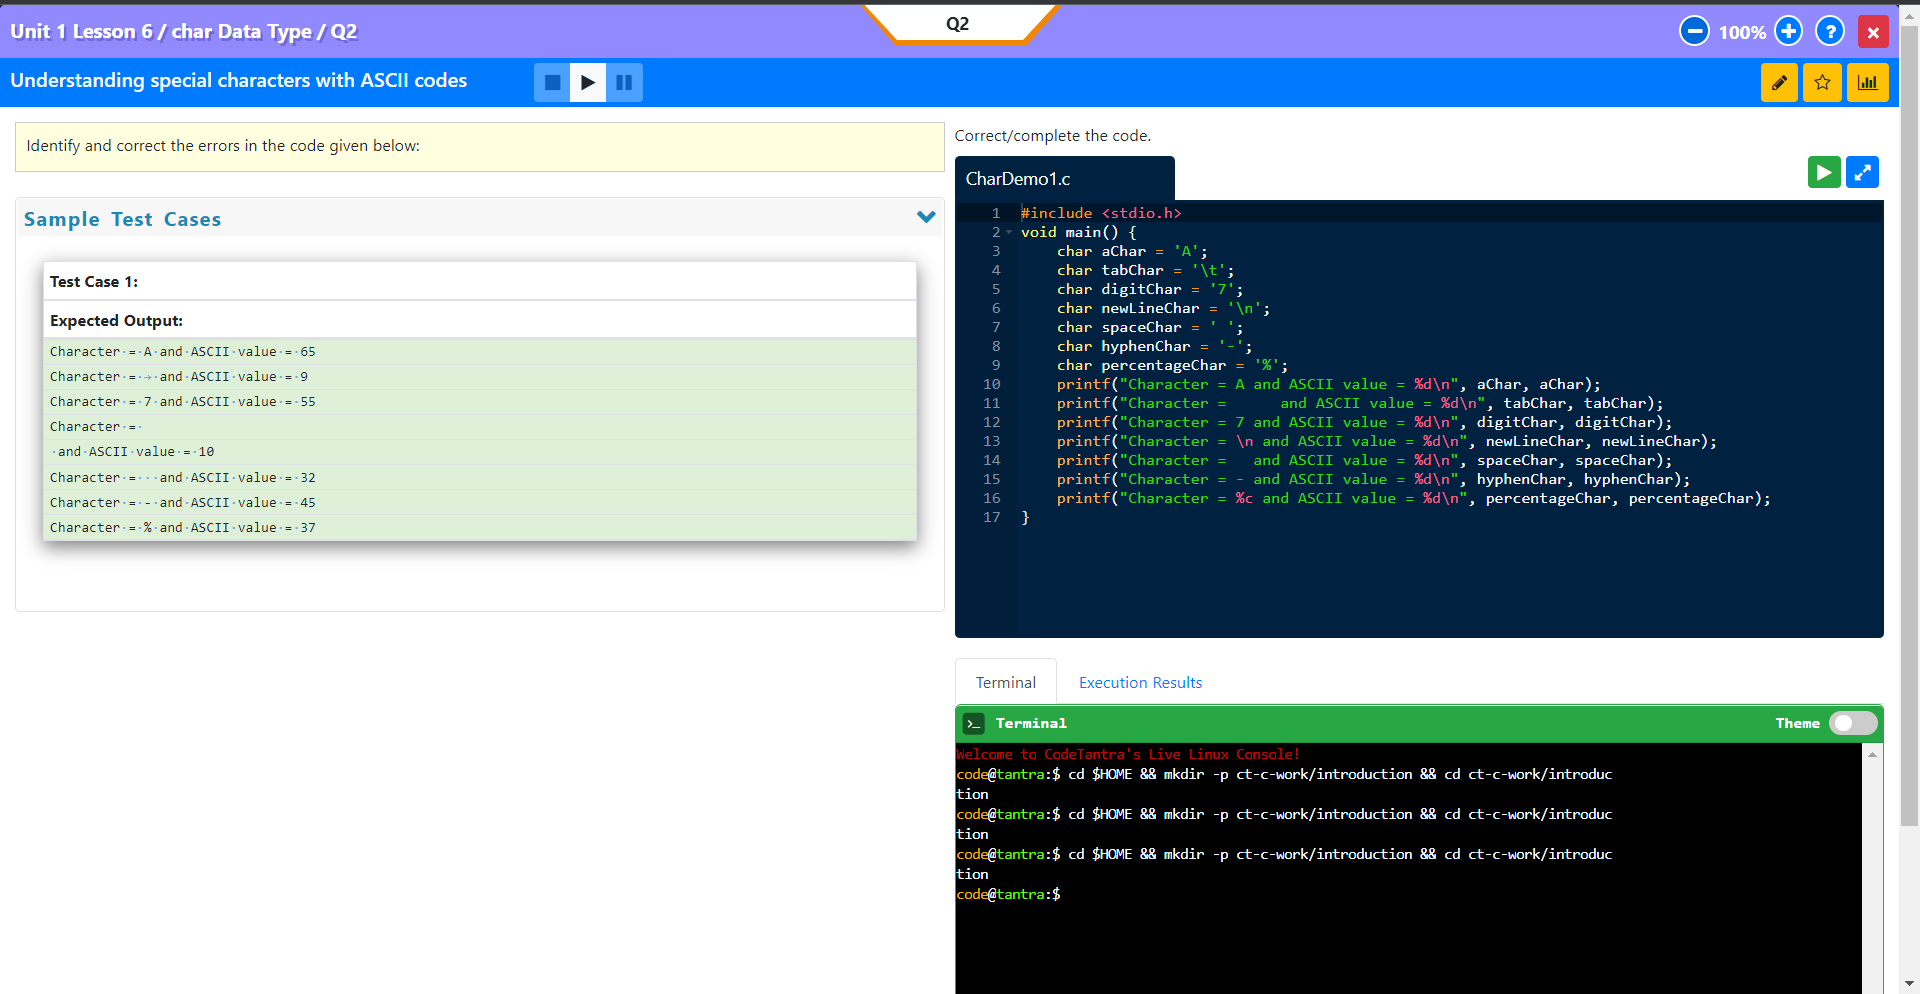 Unit 1 Lesson 6 / char Data Type / Q2
Q2
100%
?
Understanding special characters with ASCII codes
Identify and correct the errors in the code given below:
Sample Test Cases
Test Case 1:
Expected Output:
Character·=·A·and·ASCII·value·=·65
Character·=·→·and·ASCII·value·=·9
Character·=·7·and·ASCII·value·=·55
Character·=·
·and·ASCII·value·=·10
Character·=···and·ASCII·value·=·32
Character·=·-·and·ASCII·value·=·45
Character·=·%·and·ASCII·value·=·37
Correct/complete the code.
CharDemo1.c
1 #include <stdio.h>
2 void main() {
3     char aChar = 'A';
4     char tabChar = '\t';
5     char digitChar = '7';
6     char newLineChar = '\n';
7     char spaceChar = ' ';
8     char hyphenChar = '-';
9     char percentageChar = '%';
10     printf("Character = A and ASCII value = %d\n", aChar, aChar);
11     printf("Character =      and ASCII value = %d\n", tabChar, tabChar);
12     printf("Character = 7 and ASCII value = %d\n", digitChar, digitChar);
13     printf("Character = \n and ASCII value = %d\n", newLineChar, newLineChar);
14     printf("Character =   and ASCII value = %d\n", spaceChar, spaceChar);
15     printf("Character = - and ASCII value = %d\n", hyphenChar, hyphenChar);
16     printf("Character = %c and ASCII value = %d\n", percentageChar, percentageChar);
17 }
Terminal
Execution Results
>_ Terminal
Theme
Welcome to CodeTantra's Live Linux Console!
code@tantra:$ cd $HOME && mkdir -p ct-c-work/introduction && cd ct-c-work/introduc
tion
code@tantra:$ cd $HOME && mkdir -p ct-c-work/introduction && cd ct-c-work/introduc
tion
code@tantra:$ cd $HOME && mkdir -p ct-c-work/introduction && cd ct-c-work/introduc
tion
code@tantra:$